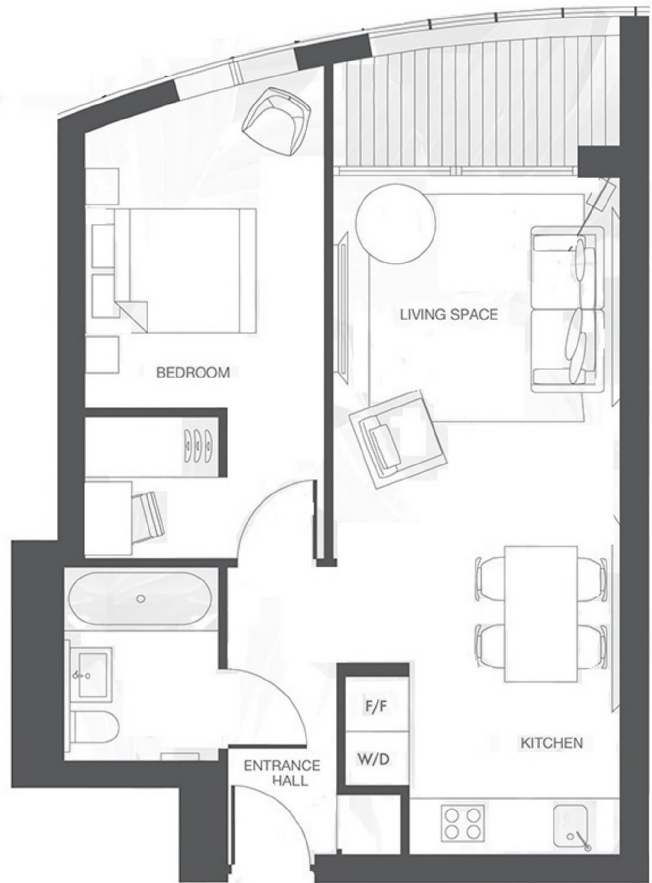 LIVING SPACE
BEDROOM
F/F
W/D
KITCHEN
ENTRANCE
HALL